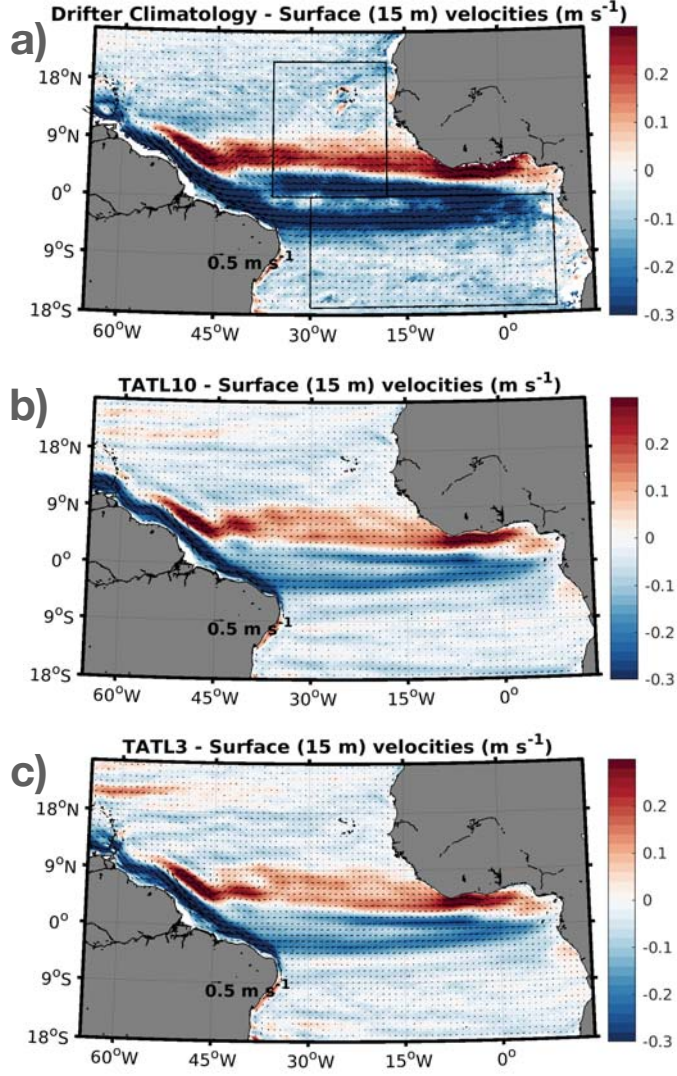 Drifter Climatology - Surface (15 m) velocities (m s⁻¹)
a)
18°N
9°N
0°
9°S
18°S
0.5 m s⁻¹
60°W
45°W
30°W
15°W
0°
0.2
0.1
0
-0.1
-0.2
-0.3
TATL10 - Surface (15 m) velocities (m s⁻¹)
b)
18°N
9°N
0°
9°S
18°S
0.5 m s⁻¹
60°W
45°W
30°W
15°W
0°
0.2
0.1
0
-0.1
-0.2
-0.3
TATL3 - Surface (15 m) velocities (m s⁻¹)
c)
18°N
9°N
0°
9°S
18°S
0.5 m s⁻¹
60°W
45°W
30°W
15°W
0°
0.2
0.1
0
-0.1
-0.2
-0.3